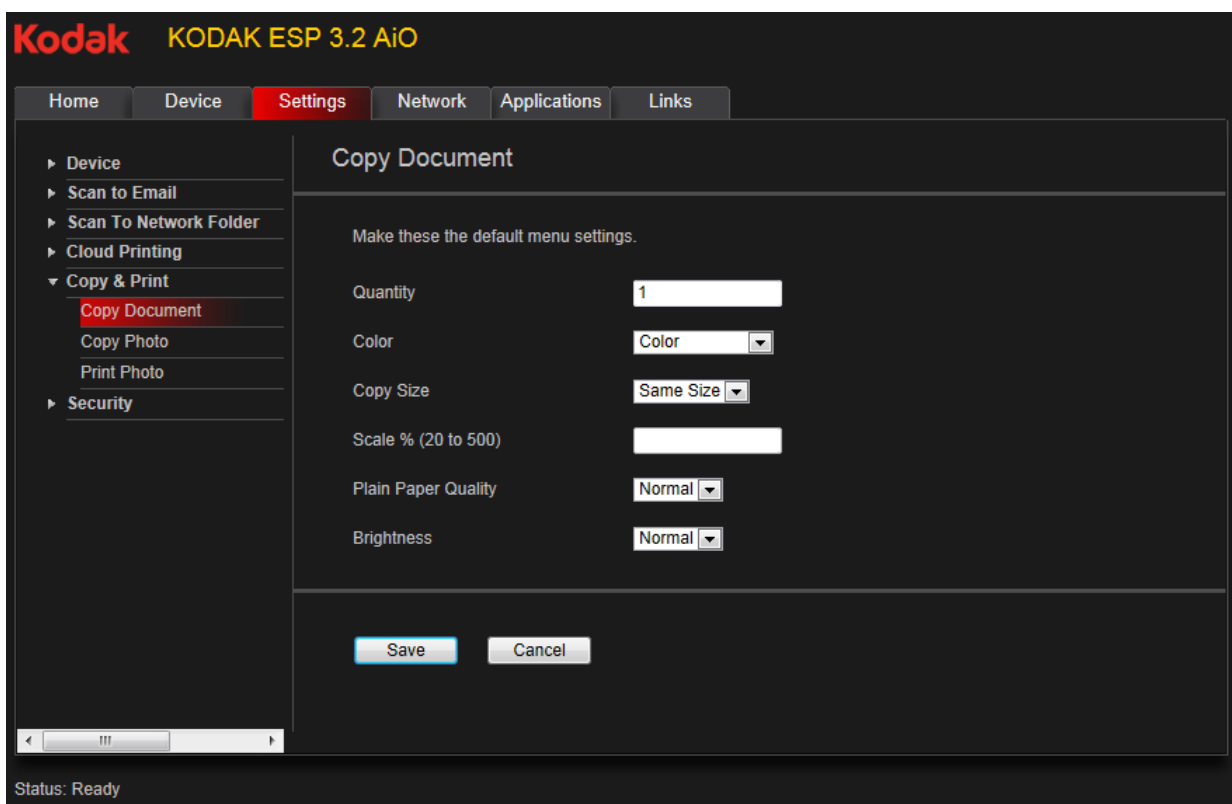 Kodak KODAK ESP 3.2 AiO
Home Device Settings Network Applications Links
Device
Scan to Email
Scan To Network Folder
Cloud Printing
Copy & Print
Copy Document
Copy Photo
Print Photo
Security
Copy Document
Make these the default menu settings.
Quantity 1
Color Color
Copy Size Same Size
Scale % (20 to 500)
Plain Paper Quality Normal
Brightness Normal
Save Cancel
Status: Ready